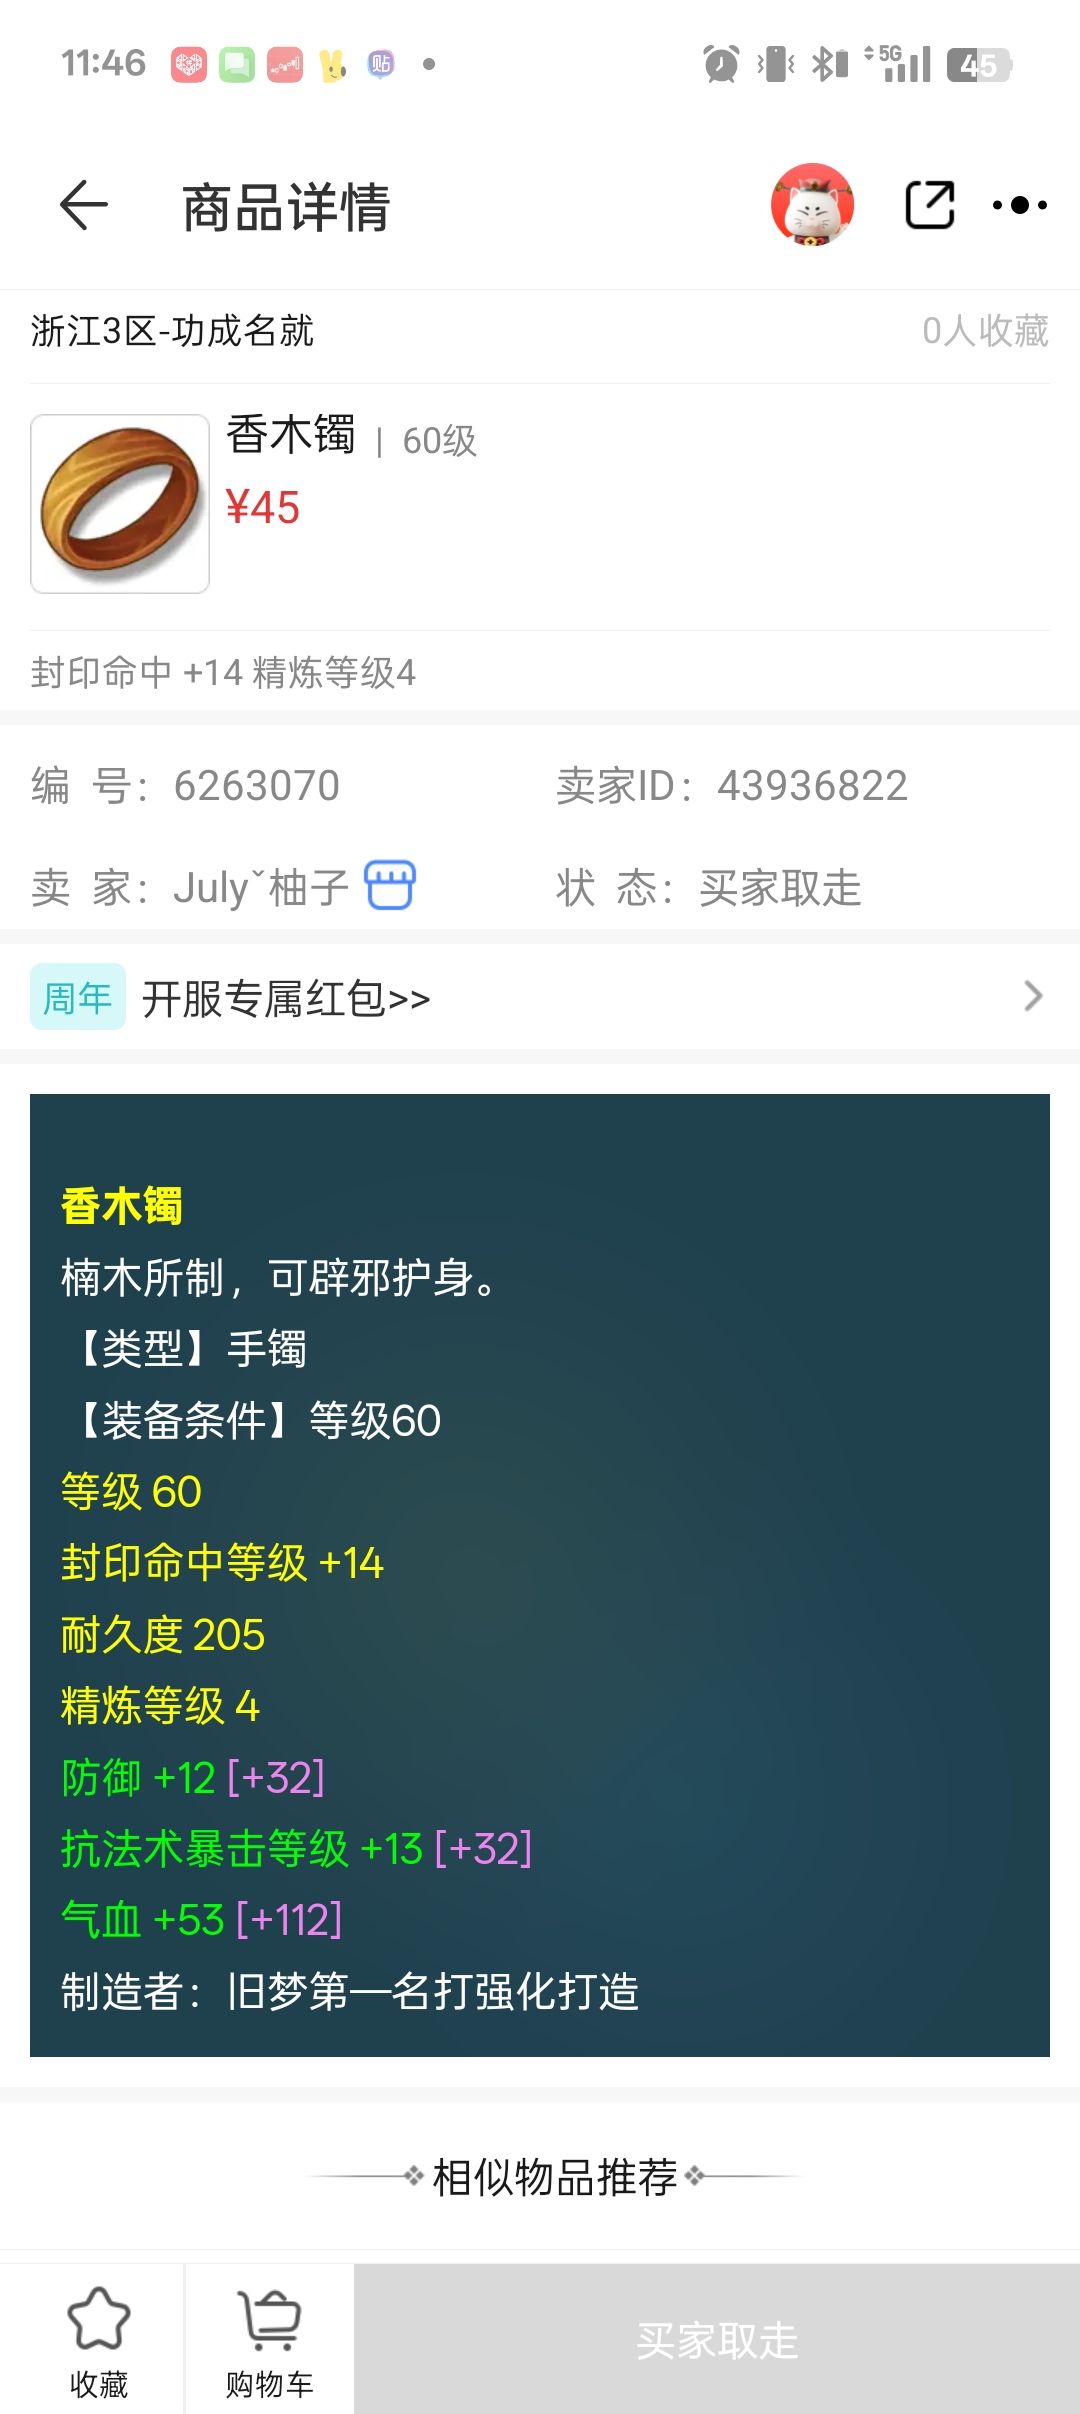 11:46 贴 5G 45
商品详情
浙江3区-功成名就 0人收藏
香木镯 | 60级
¥45
封印命中 +14 精炼等级4
编 号：6263070 卖家ID：43936822
卖 家：Julyˇ柚子 状 态：买家取走
周年 开服专属红包>>
香木镯
楠木所制，可辟邪护身。
【类型】手镯
【装备条件】等级60
等级 60
封印命中等级 +14
耐久度 205
精炼等级 4
防御 +12 [+32]
抗法术暴击等级 +13 [+32]
气血 +53 [+112]
制造者：旧梦第一名打强化打造
相似物品推荐
收藏 购物车 买家取走